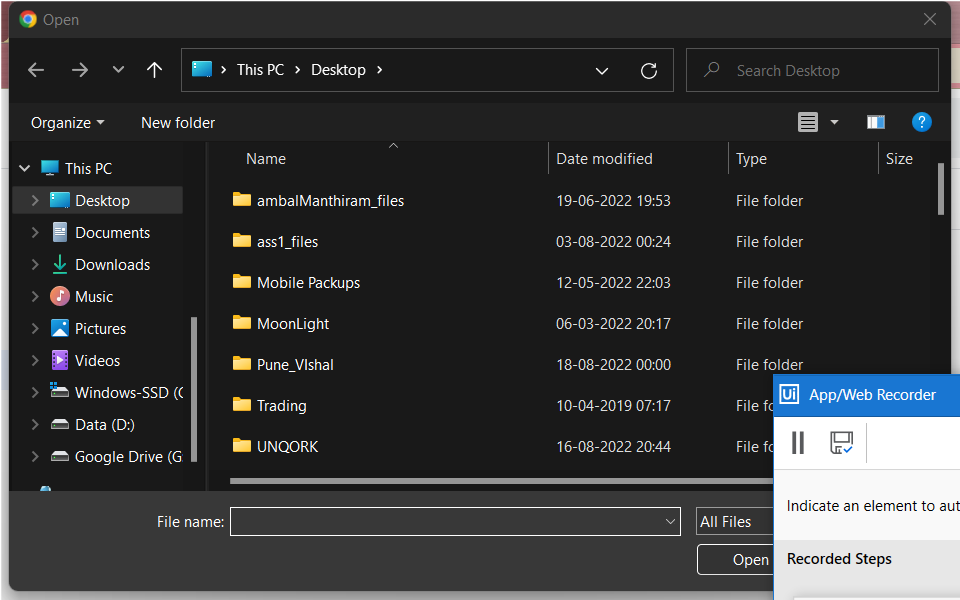 Open
This PC > Desktop >
Search Desktop
Organize
New folder
?
Name
Date modified
Type
Size
This PC
Desktop
Documents
Downloads
Music
Pictures
Videos
Windows-SSD (C
Data (D:)
Google Drive (G
ambalManthiram_files 19-06-2022 19:53 File folder
ass1_files 03-08-2022 00:24 File folder
Mobile Packups 12-05-2022 22:03 File folder
MoonLight 06-03-2022 20:17 File folder
Pune_VIshal 18-08-2022 00:00 File folder
Trading 10-04-2019 07:17 File fo
UNQORK 16-08-2022 20:44 File fo
File name:
All Files
Open
Ui App/Web Recorder
Indicate an element to aut
Recorded Steps